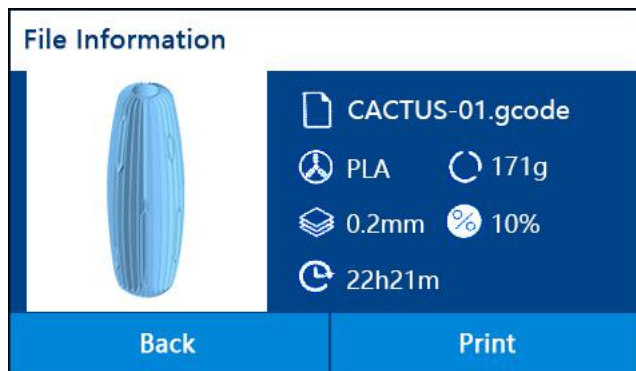 File Information
CACTUS-01.gcode
PLA 171g
0.2mm % 10%
22h21m
Back Print